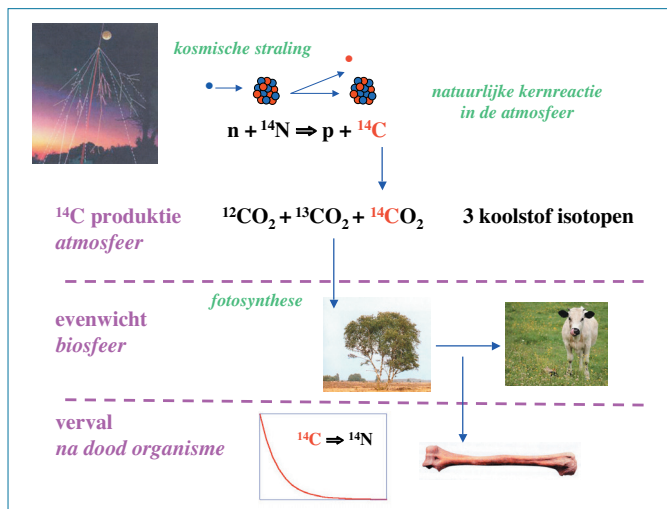 kosmische straling
natuurlijke kernreactie
in de atmosfeer
n + ¹⁴N ⇒ p + ¹⁴C
¹⁴C produktie
atmosfeer
¹²CO₂ + ¹³CO₂ + ¹⁴CO₂
3 koolstof isotopen
fotosynthese
evenwicht
biosfeer
verval
na dood organisme
¹⁴C ⇒ ¹⁴N